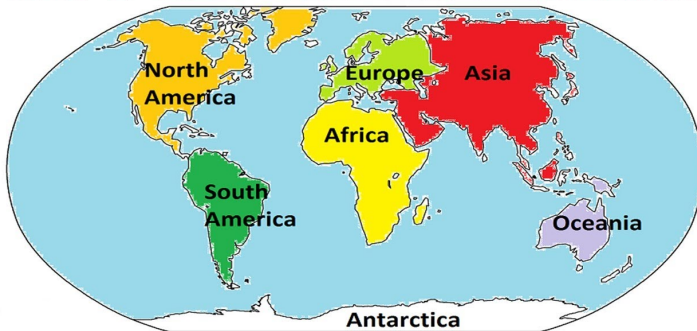 North
America
Europe
Asia
Africa
South
America
Oceania
Antarctica